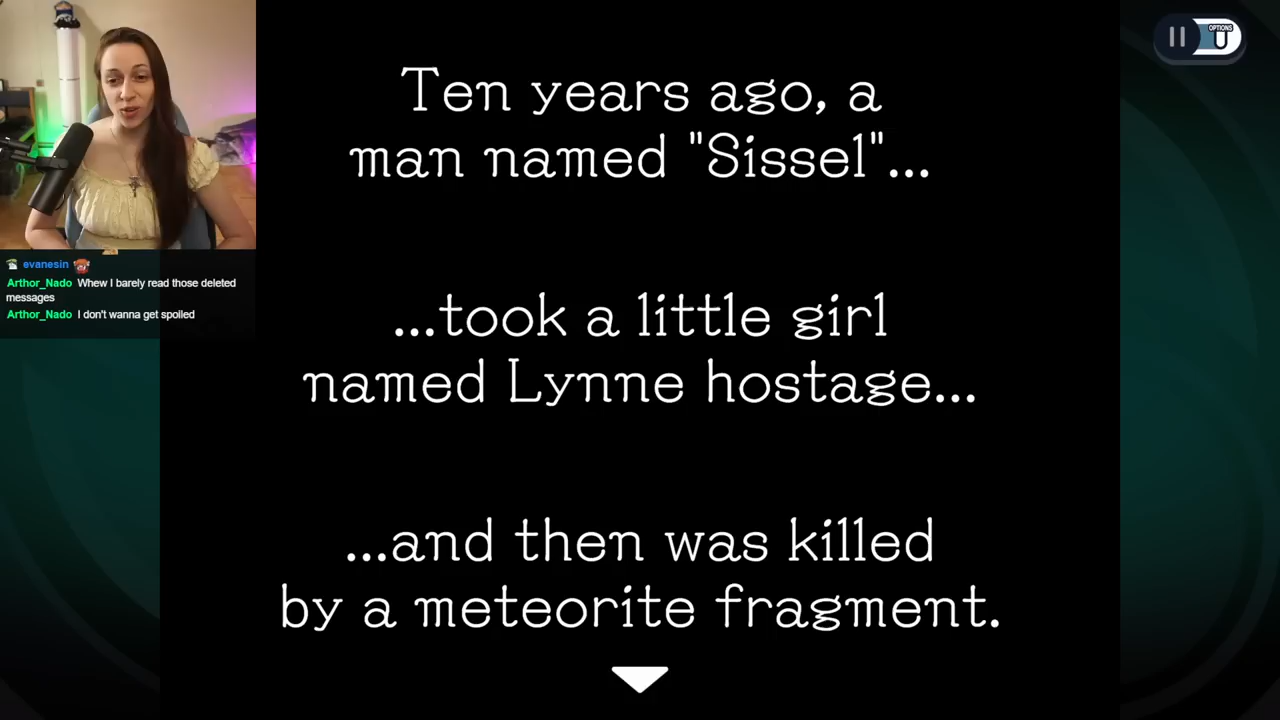 OPTIONS
Ten years ago, a
man named "Sissel"...
...took a little girl
named Lynne hostage...
...and then was killed
by a meteorite fragment.
evanesin
Arthor_Nado Whew I barely read those deleted
messages
Arthor_Nado I don't wanna get spoiled